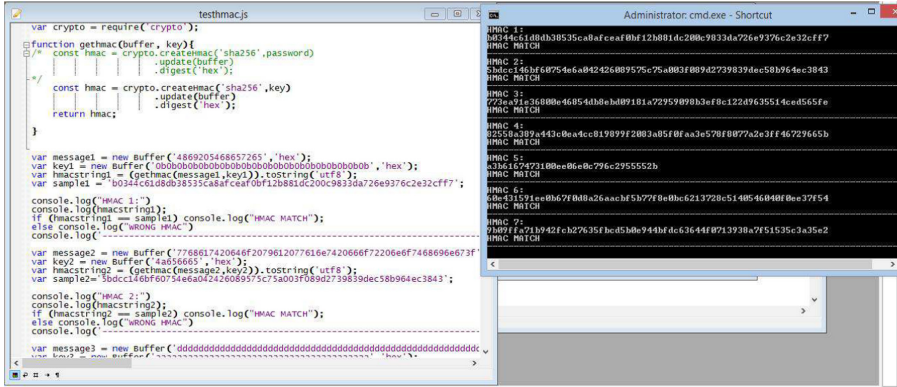 testhmac.js
var crypto = require('crypto');
function gethmac(buffer, key){
/* const hmac = crypto.createHmac('sha256',password)
.update(buffer)
.digest('hex');
*/
const hmac = crypto.createHmac('sha256',key)
.update(buffer)
.digest('hex');
return hmac;
}
var message1 = new Buffer('4869205468657265','hex');
var key1 = new Buffer('0b0b0b0b0b0b0b0b0b0b0b0b0b0b0b0b0b0b0b0b','hex');
var hmacstring1 = (gethmac(message1,key1)).toString('utf8');
var sample1 = 'b0344c61d8db38535ca8afceaf0bf12b881dc200c9833da726e9376c2e32cff7';
console.log("HMAC 1:")
console.log(hmacstring1);
if (hmacstring1 == sample1) console.log("HMAC MATCH");
else console.log("WRONG HMAC")
console.log('
var message2 = new Buffer('7768617420646f2079612077616e7420666f72206e6f7468696e673f'
var key2 = new Buffer('4a656665','hex');
var hmacstring2 = (gethmac(message2,key2)).toString('utf8');
var sample2='5bdcc146bf60754e6a042426089575c75a003f089d2739839dec58b964ec3843';
console.log("HMAC 2:")
console.log(hmacstring2);
if (hmacstring2 == sample2) console.log("HMAC MATCH");
else console.log("WRONG HMAC")
console.log('
var message3 = new Buffer('
Administrator: cmd.exe - Shortcut
HMAC 1:
b0344c61d8db38535ca8afceaf0bf12b881dc200c9833da726e9376c2e32cff7
HMAC MATCH
HMAC 2:
5bdcc146bf60754e6a042426089575c75a003f089d2739839dec58b964ec3843
HMAC MATCH
HMAC 3:
773ea91e36800e46854db8ebd09181a72959098b3ef8c122d9635514ced565fe
HMAC MATCH
HMAC 4:
82558a389a443c0ea4cc819899f2083a85f0faa3e578f8077a2e3ff46729665b
HMAC MATCH
HMAC 5:
a3b6167473100ee06e0c796c2955552b
HMAC MATCH
HMAC 6:
60e431591ee0b67f0d8a26aacbf5b77f8e0bc6213728c5140546040f0ee37f54
HMAC MATCH
HMAC 7:
9b09ffa71b942fcb27635fbcd5b0e944bfdc63644f0713938a7f51535c3a35e2
HMAC MATCH